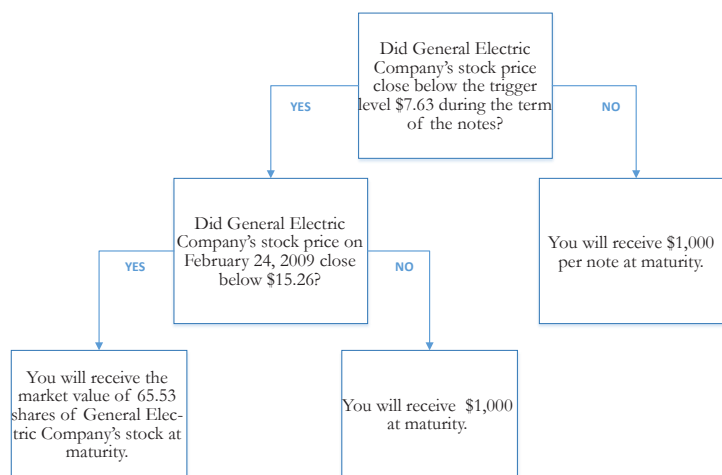 Did General Electric
Company's stock price
close below the trigger
level $7.63 during the term
of the notes?
YES
NO
Did General Electric
Company's stock price on
February 24, 2009 close
below $15.26?
You will receive $1,000
per note at maturity.
YES
NO
You will receive the
market value of 65.53
shares of General Elec-
tric Company's stock at
maturity.
You will receive $1,000
at maturity.